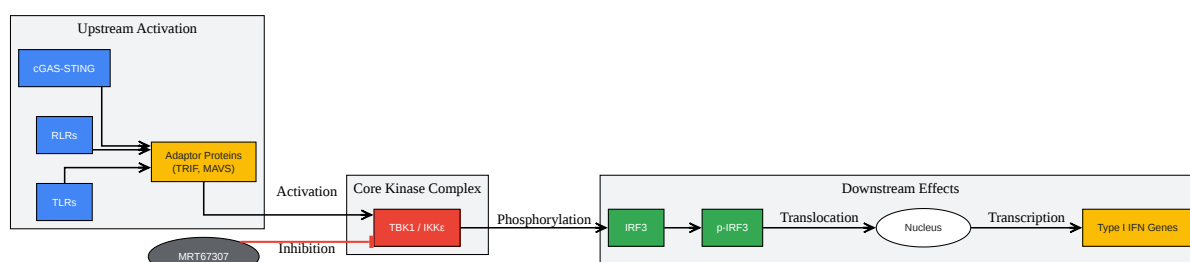 Upstream Activation
cGAS-STING
RLRs
Adaptor Proteins
(TRIF, MAVS)
TLRs
Activation
Inhibition
MRT67307
Core Kinase Complex
TBK1 / IKKε
Phosphorylation
Downstream Effects
IRF3
p-IRF3
Translocation
Nucleus
Transcription
Type I IFN Genes